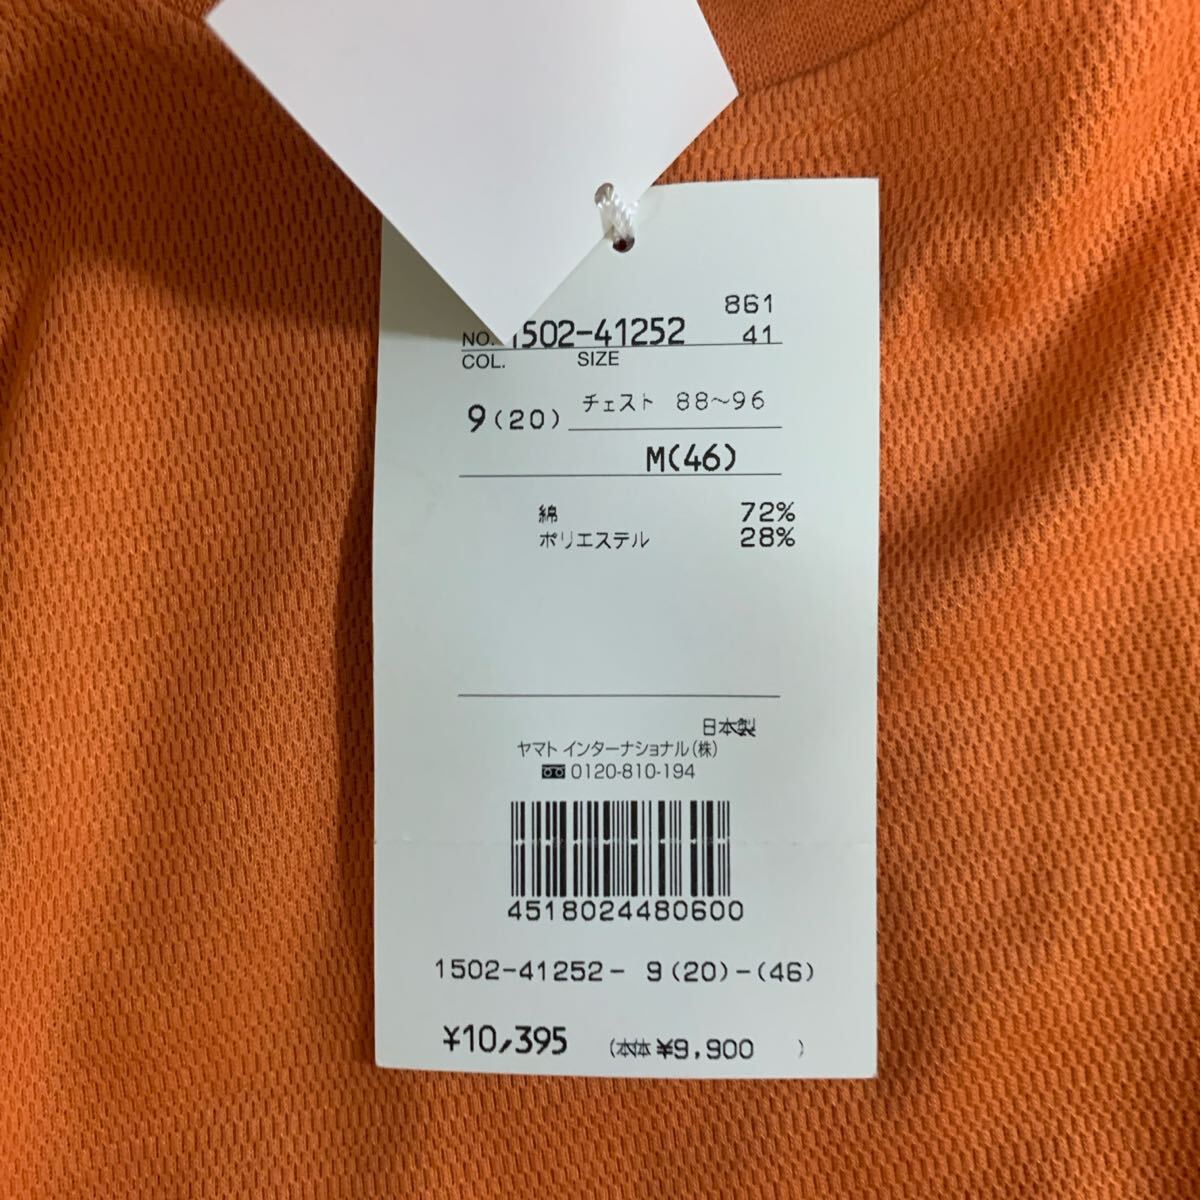 861
NO. 1502-41252 41
COL. SIZE
9(20) チェスト 88~96
M(46)
綿 72%
ポリエステル 28%
日本製
ヤマト インターナショナル(株)
0120-810-194
4518024480600
1502-41252- 9(20)-(46)
¥10,395 (本体 ¥9,900 )